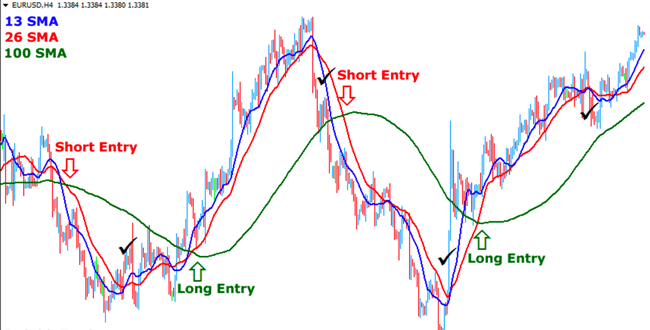 EURUSD,H4 1.3384 1.3384 1.3380 1.3381
13 SMA
26 SMA
100 SMA
Short Entry
Short Entry
Long Entry
Long Entry